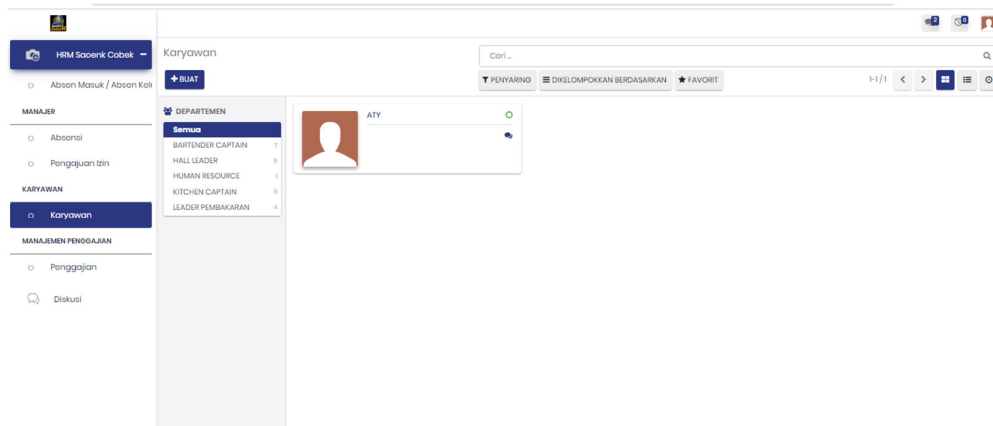 2
0
HRM Saoenk Cobek
Absen Masuk / Absen Kelu
MANAJER
Absensi
Pengajuan Izin
KARYAWAN
Karyawan
MANAJEMEN PENGGAJIAN
Penggajian
Diskusi
Karyawan
Cari ...
+ BUAT
PENYARING
DIKELOMPOKKAN BERDASARKAN
FAVORIT
1-1 / 1
DEPARTEMEN
Semua
BARTENDER CAPTAIN 7
HALL LEADER 5
HUMAN RESOURCE 1
KITCHEN CAPTAIN 9
LEADER PEMBAKARAN 4
ATY